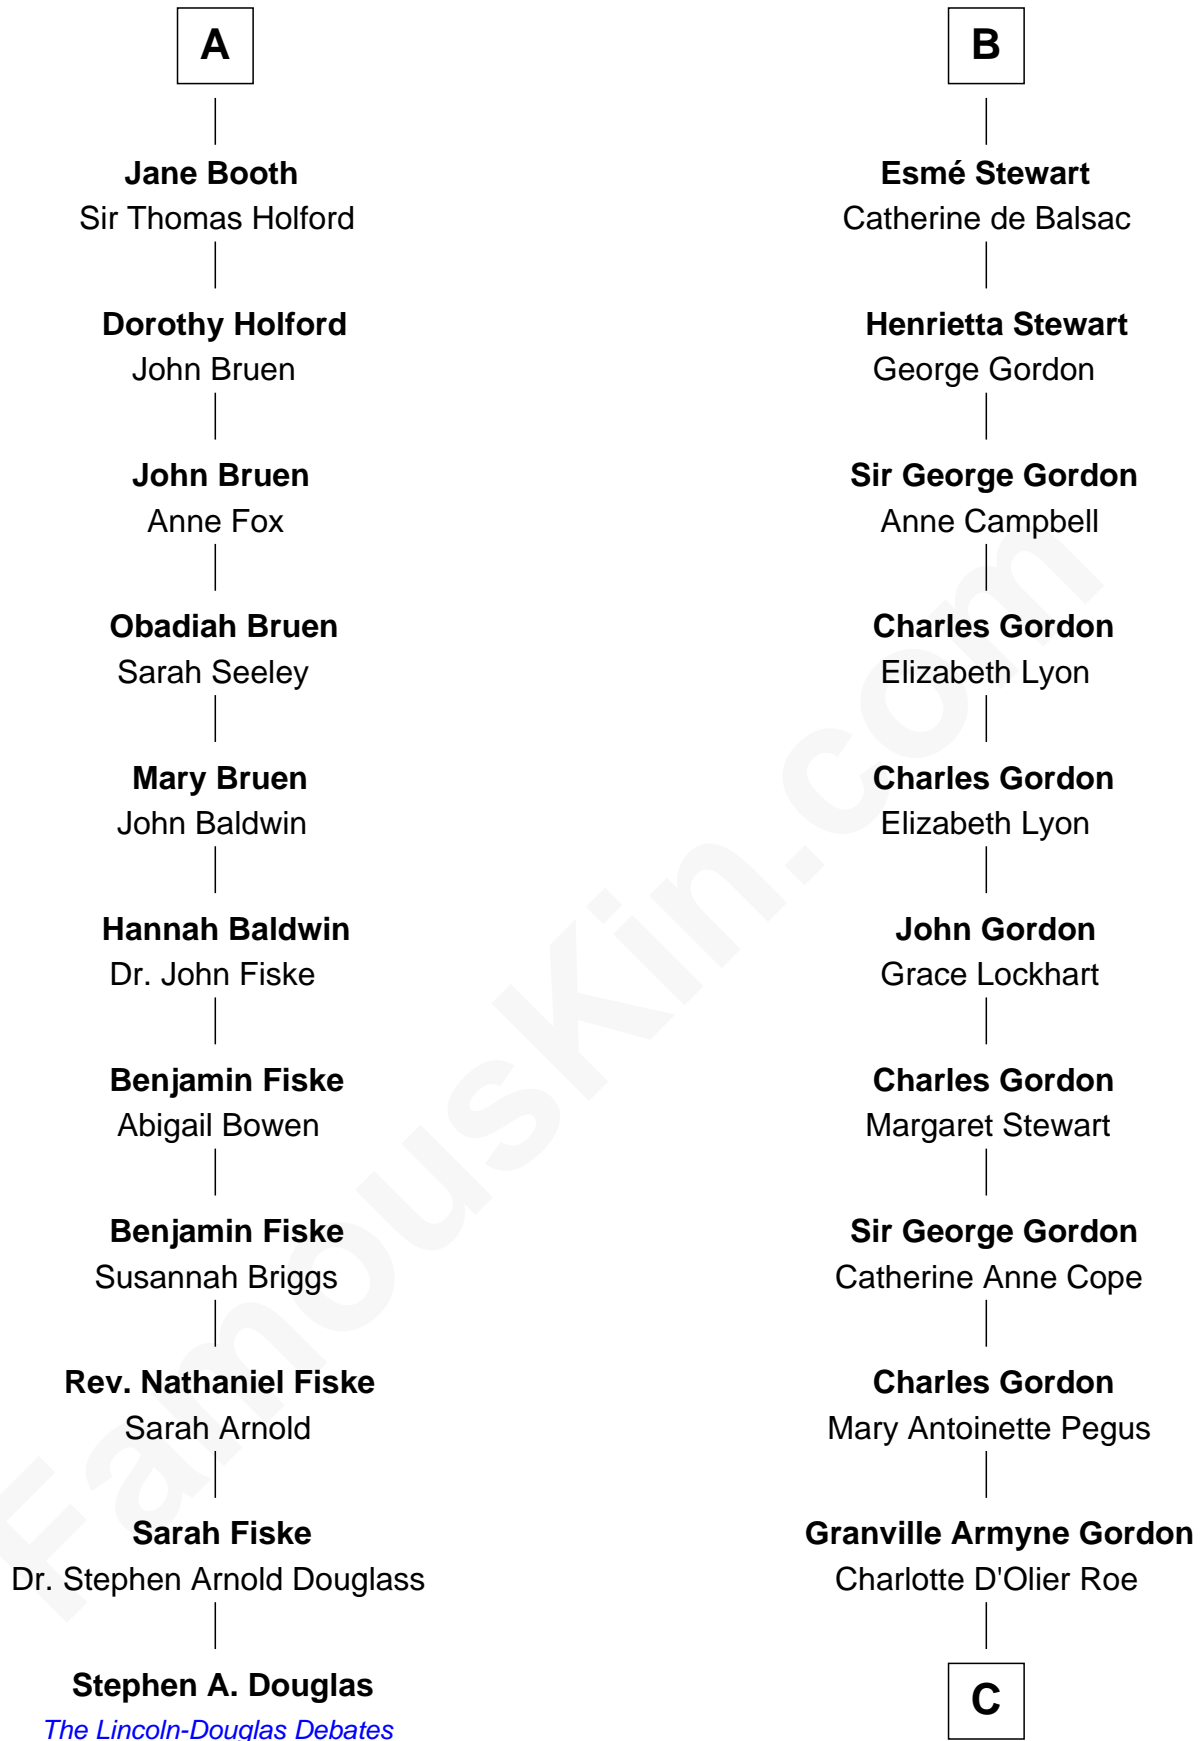 A
Jane Booth
Sir Thomas Holford
Dorothy Holford
John Bruen
John Bruen
Anne Fox
Obadiah Bruen
Sarah Seeley
Mary Bruen
John Baldwin
Hannah Baldwin
Dr. John Fiske
Benjamin Fiske
Abigail Bowen
Benjamin Fiske
Susannah Briggs
Rev. Nathaniel Fiske
Sarah Arnold
Sarah Fiske
Dr. Stephen Arnold Douglass
Stephen A. Douglas
The Lincoln-Douglas Debates
B
Esmé Stewart
Catherine de Balsac
Henrietta Stewart
George Gordon
Sir George Gordon
Anne Campbell
Charles Gordon
Elizabeth Lyon
Charles Gordon
Elizabeth Lyon
John Gordon
Grace Lockhart
Charles Gordon
Margaret Stewart
Sir George Gordon
Catherine Anne Cope
Charles Gordon
Mary Antoinette Pegus
Granville Armyne Gordon
Charlotte D'Olier Roe
C
FamousKin.com